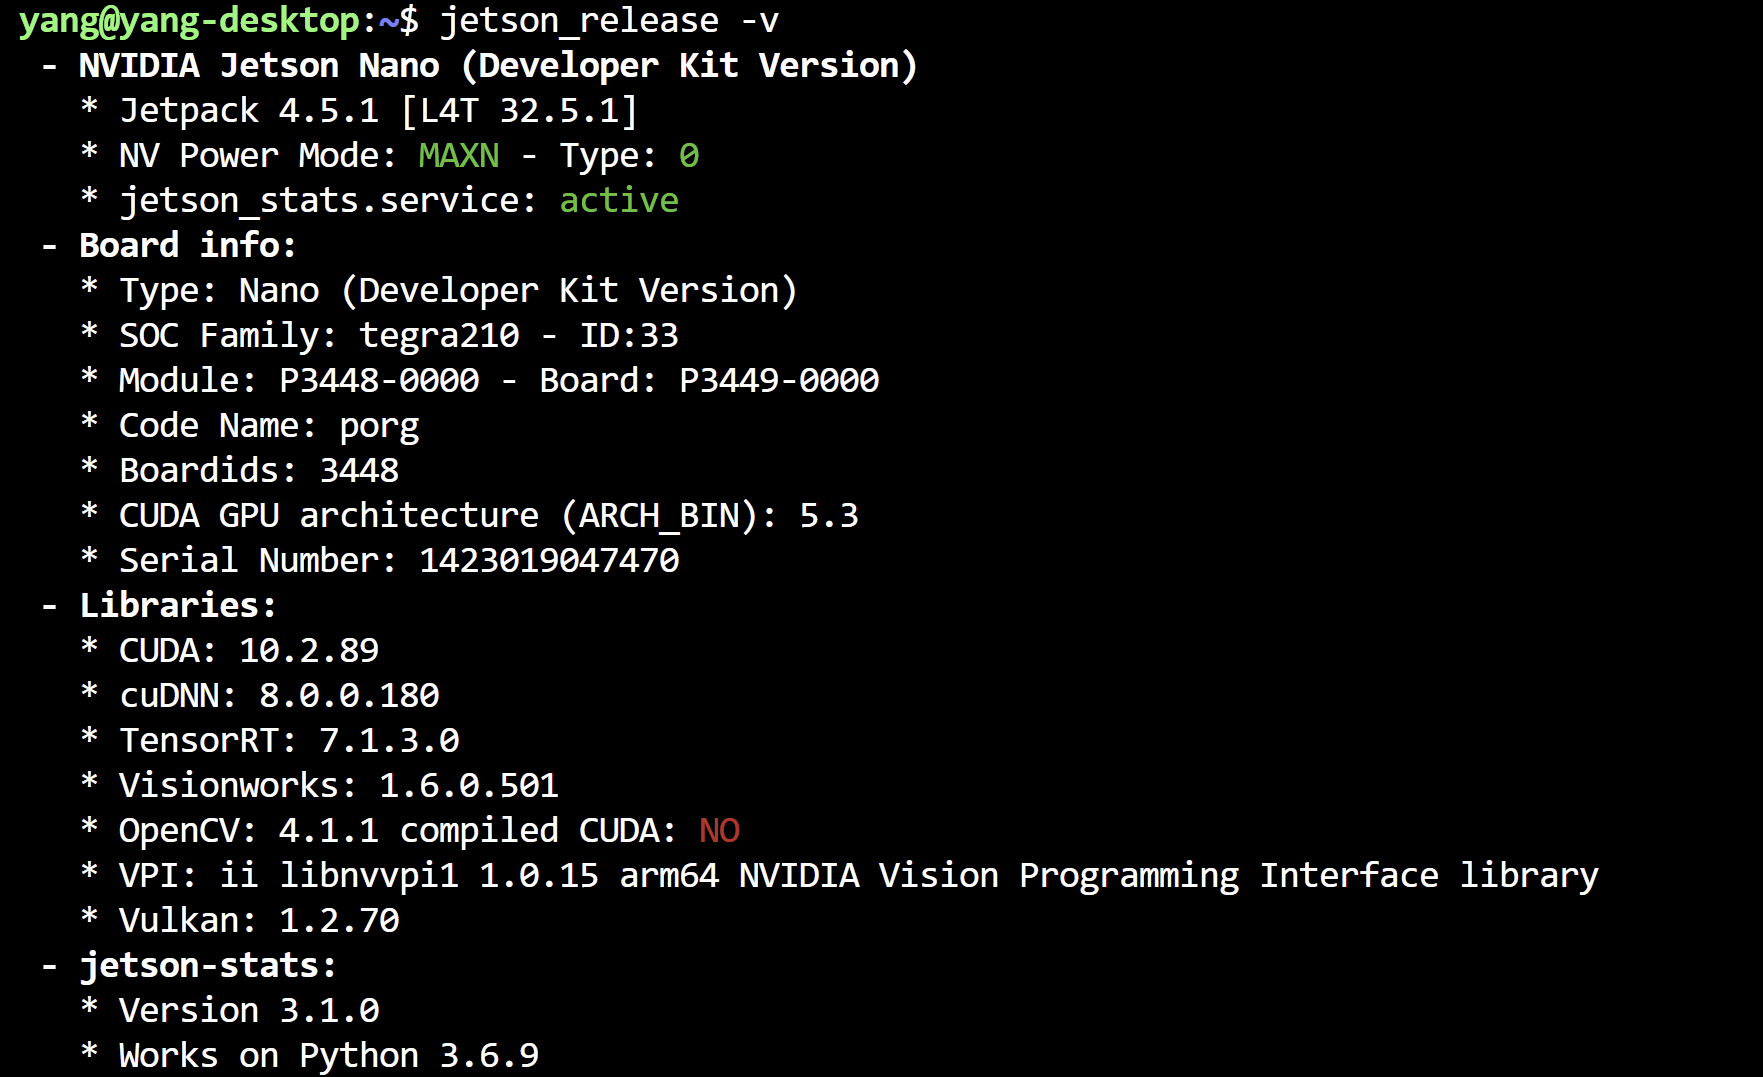 yang@yang-desktop:~$ jetson_release -v
- NVIDIA Jetson Nano (Developer Kit Version)
* Jetpack 4.5.1 [L4T 32.5.1]
* NV Power Mode: MAXN - Type: 0
* jetson_stats.service: active
- Board info:
* Type: Nano (Developer Kit Version)
* SOC Family: tegra210 - ID:33
* Module: P3448-0000 - Board: P3449-0000
* Code Name: porg
* Boardids: 3448
* CUDA GPU architecture (ARCH_BIN): 5.3
* Serial Number: 1423019047470
- Libraries:
* CUDA: 10.2.89
* cuDNN: 8.0.0.180
* TensorRT: 7.1.3.0
* Visionworks: 1.6.0.501
* OpenCV: 4.1.1 compiled CUDA: NO
* VPI: ii libnvvpi1 1.0.15 arm64 NVIDIA Vision Programming Interface library
* Vulkan: 1.2.70
- jetson-stats:
* Version 3.1.0
* Works on Python 3.6.9